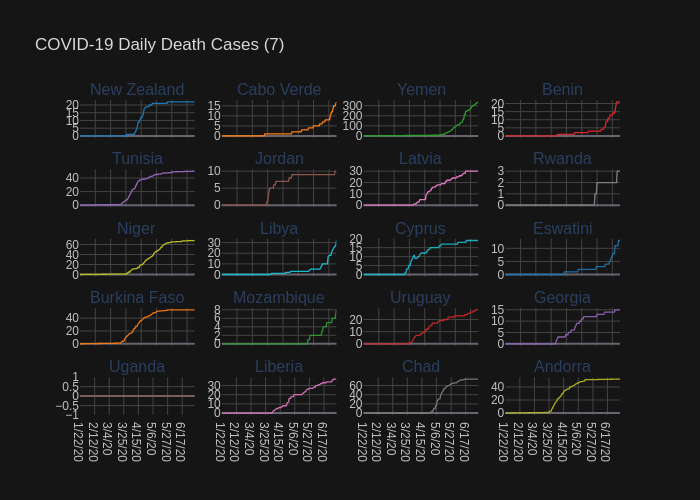 COVID-19 Daily Death Cases (7)
New Zealand Cabo Verde Yemen Benin
20 15 10 5 0
15 10 5 0
300 200 100 0
20 15 10 5 0
Tunisia Jordan Latvia Rwanda
40 20 0
10 5 0
30 20 10 0
3 2 1 0
Niger Libya Cyprus Eswatini
60 40 20 0
30 20 10 0
20 15 10 5 0
10 5 0
Burkina Faso Mozambique Uruguay Georgia
40 20 0
8 6 4 2 0
20 10 0
15 10 5 0
Uganda Liberia Chad Andorra
1 0.5 0 −0.5 −1
30 20 10 0
60 40 20 0
40 20 0
1/22/20 2/12/20 3/4/20 3/25/20 4/15/20 5/6/20 5/27/20 6/17/20
1/22/20 2/12/20 3/4/20 3/25/20 4/15/20 5/6/20 5/27/20 6/17/20
1/22/20 2/12/20 3/4/20 3/25/20 4/15/20 5/6/20 5/27/20 6/17/20
1/22/20 2/12/20 3/4/20 3/25/20 4/15/20 5/6/20 5/27/20 6/17/20